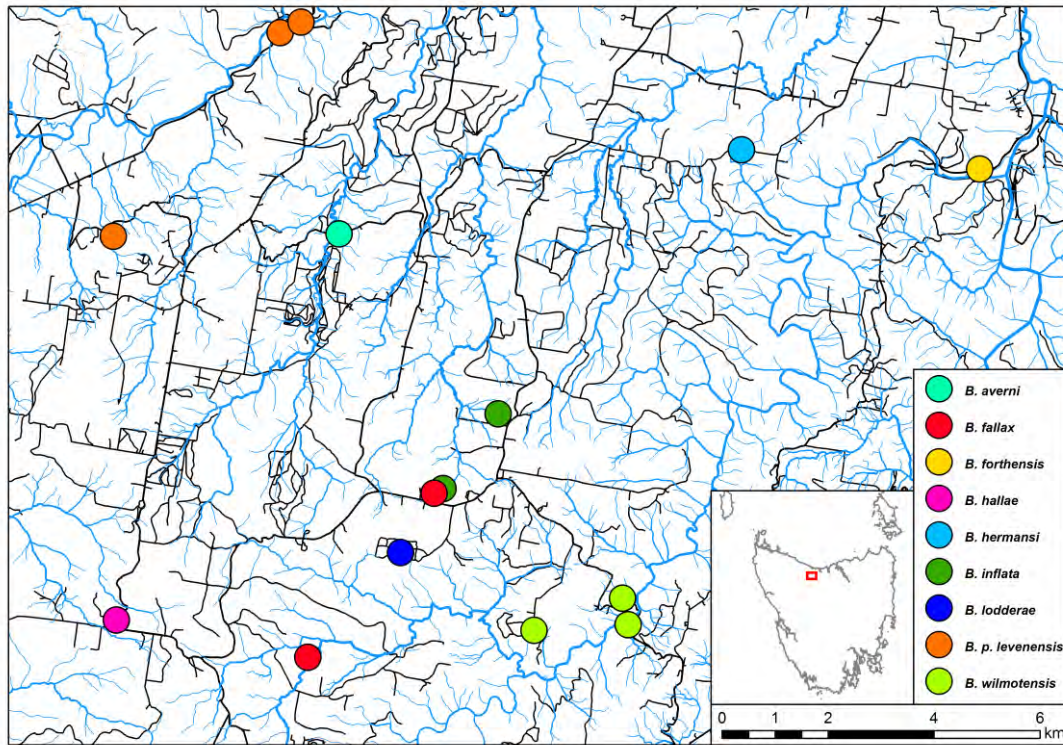 B. averni
B. fallax
B. forthensis
B. hallae
B. hermansi
B. inflata
B. lodderae
B. p. levenensis
B. wilmotensis
0 1 2 4 6
km